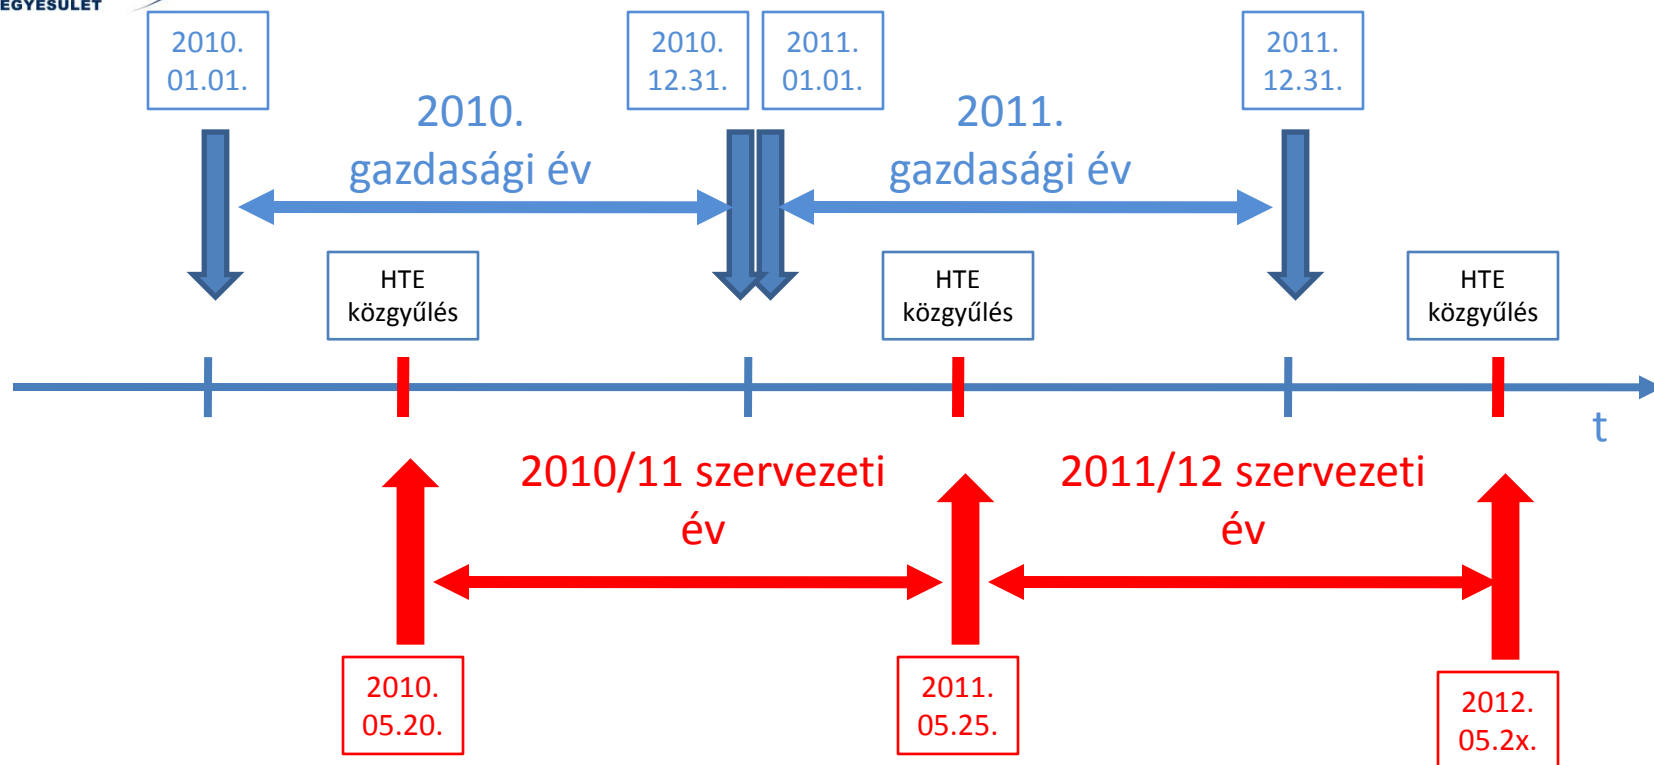 EGYESÜLET
2010.
01.01.
2010.
12.31.
2011.
01.01.
2011.
12.31.
2010.
gazdasági év
2011.
gazdasági év
HTE
közgyűlés
HTE
közgyűlés
HTE
közgyűlés
t
2010/11 szervezeti
év
2011/12 szervezeti
év
2010.
05.20.
2011.
05.25.
2012.
05.2x.